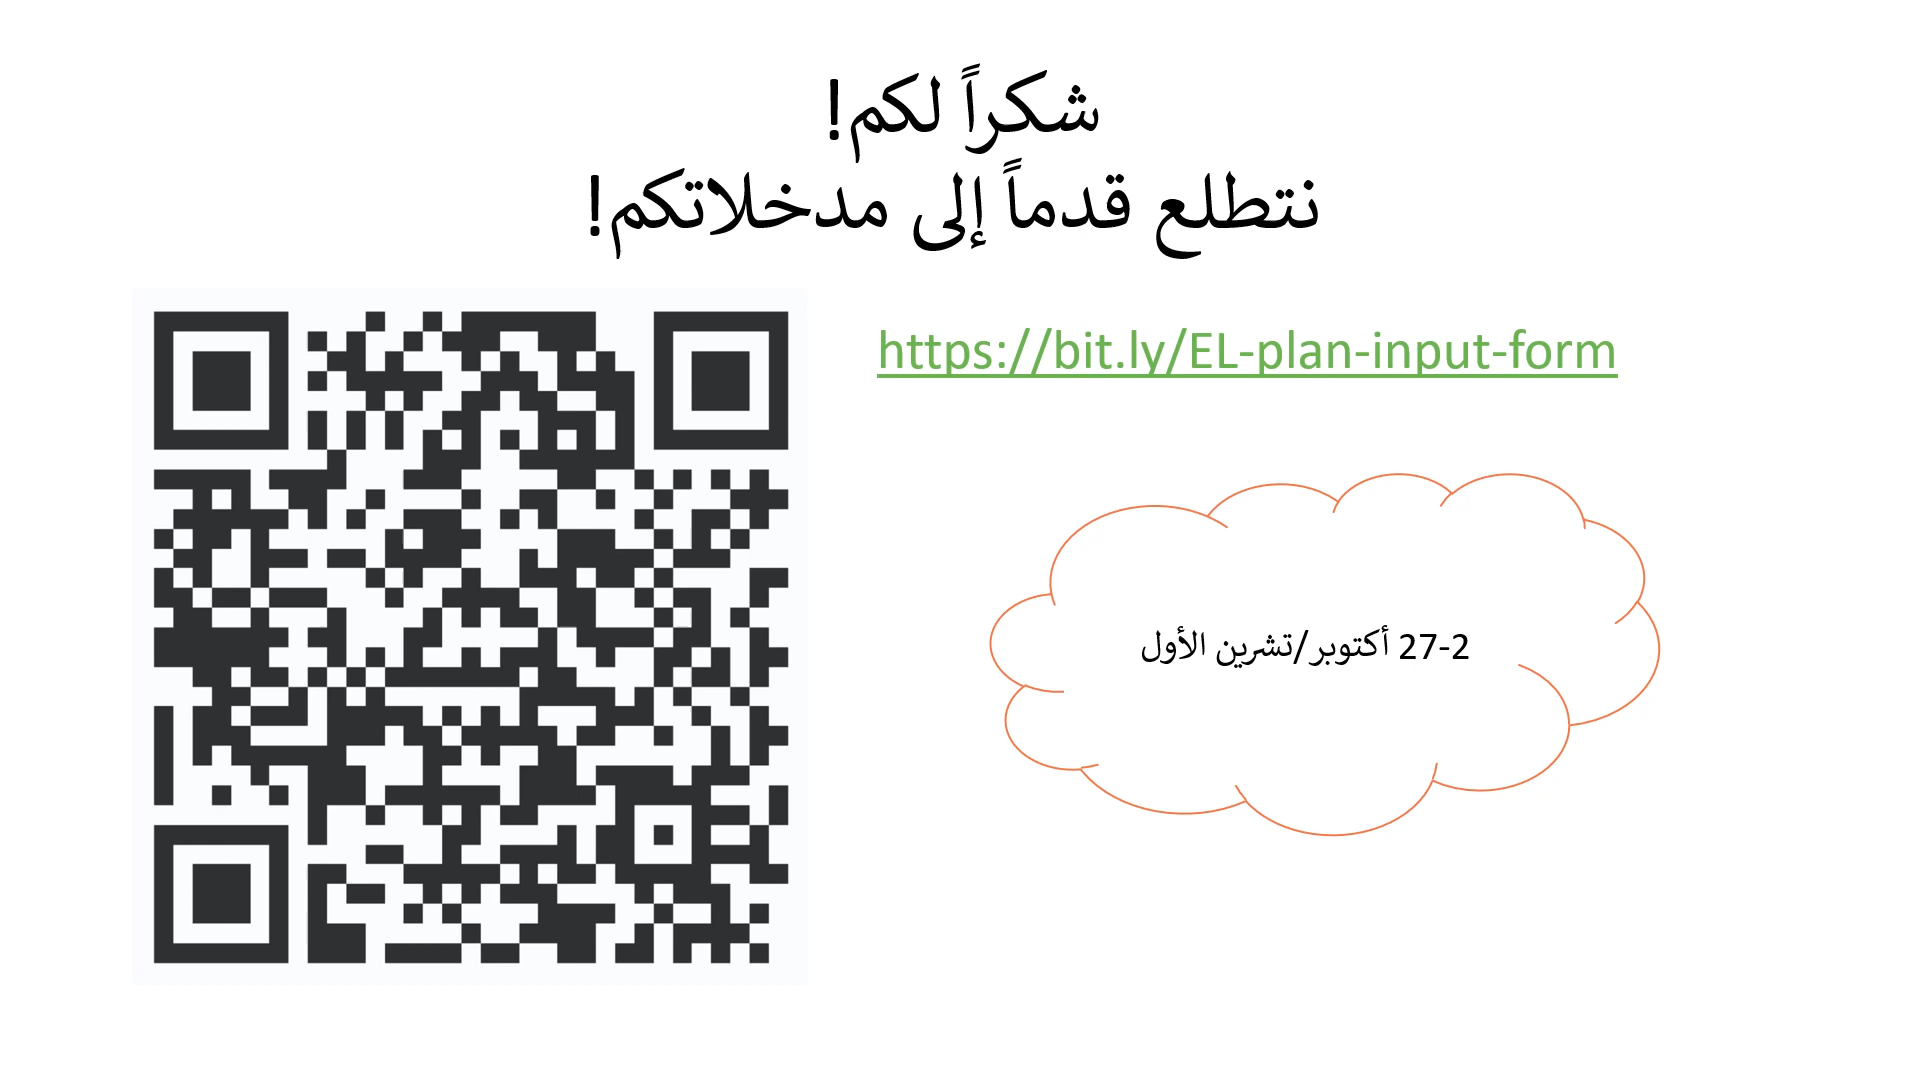 شكراً لكم!
نتطلع قدماً إلى مدخلاتكم!
https://bit.ly/EL-plan-input-form
27-2 أكتوبر/تشرين الأول